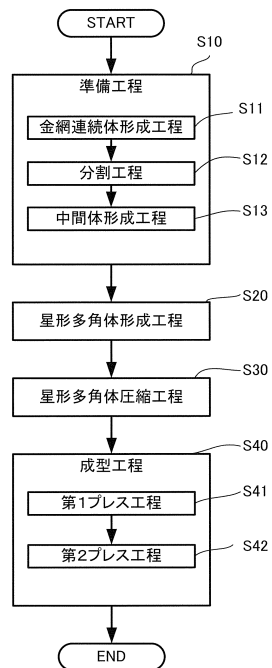 START
S10
準備工程
S11
金網連続体形成工程
S12
分割工程
S13
中間体形成工程
S20
星形多角体形成工程
S30
星形多角体圧縮工程
S40
成型工程
S41
第1プレス工程
S42
第2プレス工程
END